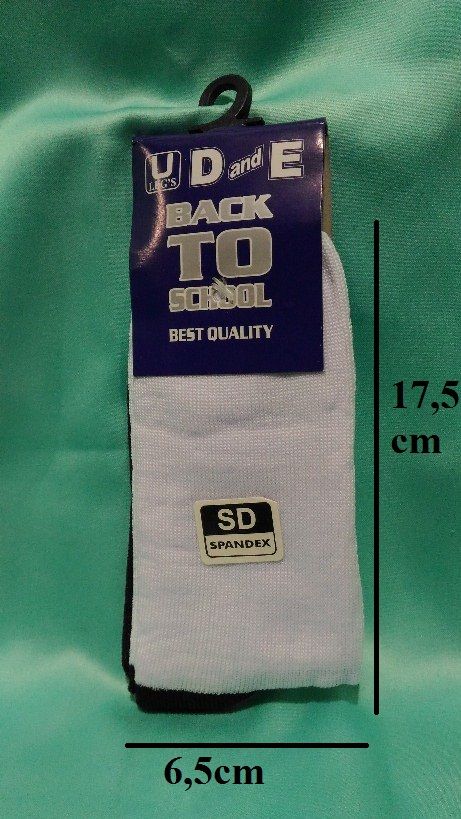 U D and E
LEG'S
BACK
TO
SCHOOL
BEST QUALITY
17,5
cm
SD
SPANDEX
6,5cm